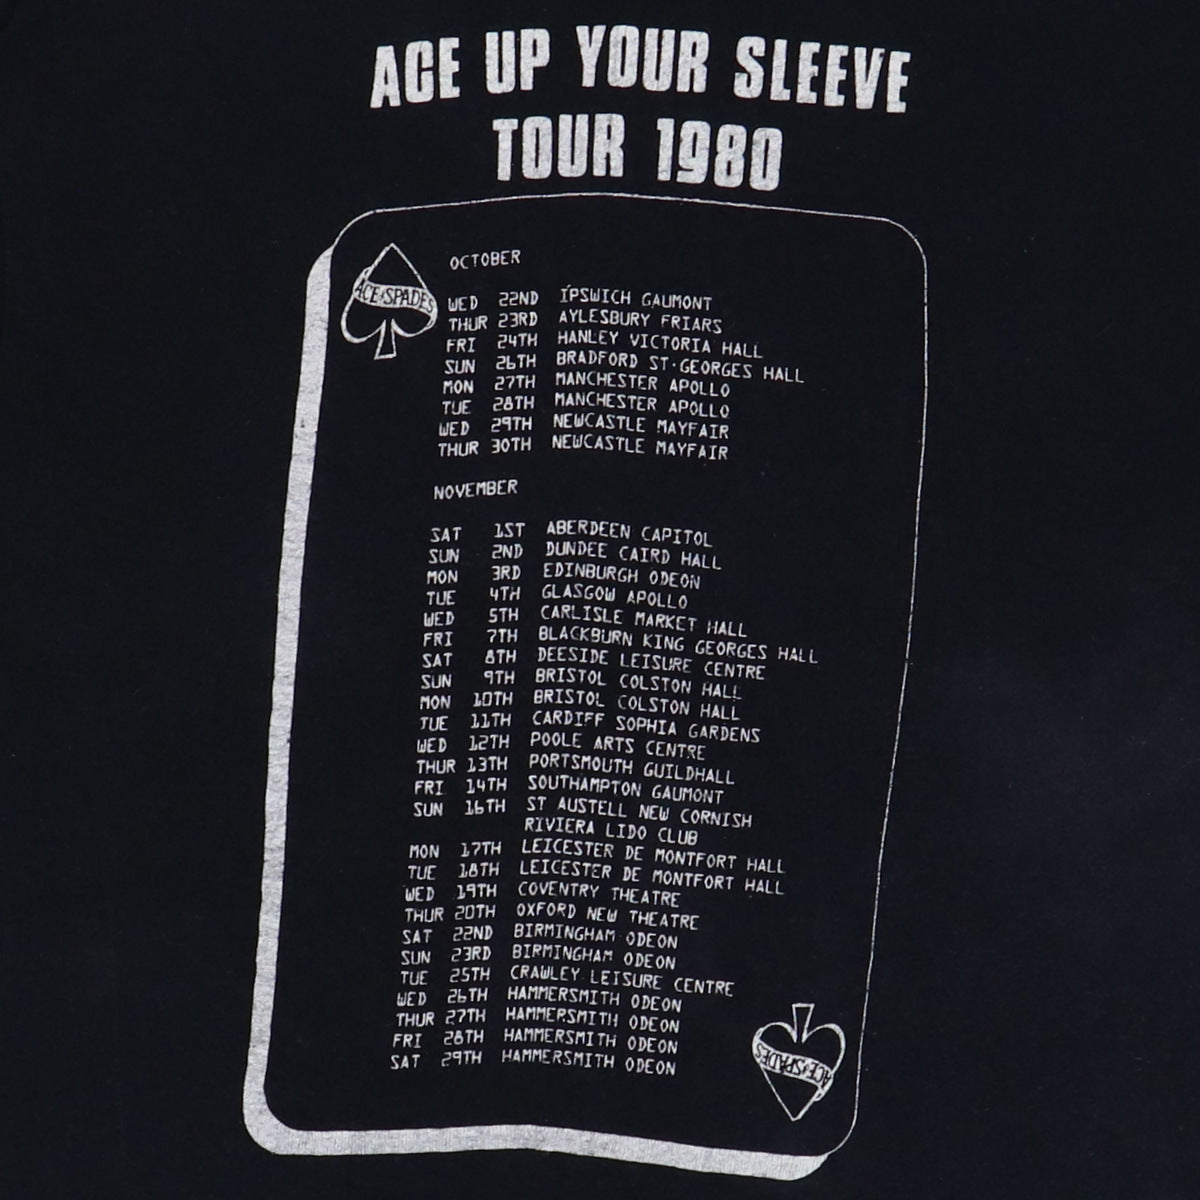 ACE UP YOUR SLEEVE
TOUR 1980
ACE OF SPADES
OCTOBER
WED 22ND IPSWICH GAUMONT
THUR 23RD AYLESBURY FRIARS
FRI 24TH HANLEY VICTORIA HALL
SUN 26TH BRADFORD ST·GEORGES HALL
MON 27TH MANCHESTER APOLLO
TUE 28TH MANCHESTER APOLLO
WED 29TH NEWCASTLE MAYFAIR
THUR 30TH NEWCASTLE MAYFAIR
NOVEMBER
SAT 1ST ABERDEEN CAPITOL
SUN 2ND DUNDEE CAIRD HALL
MON 3RD EDINBURGH ODEON
TUE 4TH GLASGOW APOLLO
WED 5TH CARLISLE MARKET HALL
FRI 7TH BLACKBURN KING GEORGES HALL
SAT 8TH DEESIDE LEISURE CENTRE
SUN 9TH BRISTOL COLSTON HALL
MON 10TH BRISTOL COLSTON HALL
TUE 11TH CARDIFF SOPHIA GARDENS
WED 12TH POOLE ARTS CENTRE
THUR 13TH PORTSMOUTH GUILDHALL
FRI 14TH SOUTHAMPTON GAUMONT
SUN 16TH ST AUSTELL NEW CORNISH
RIVIERA LIDO CLUB
MON 17TH LEICESTER DE MONTFORT HALL
TUE 18TH LEICESTER DE MONTFORT HALL
WED 19TH COVENTRY THEATRE
THUR 20TH OXFORD NEW THEATRE
SAT 22ND BIRMINGHAM ODEON
SUN 23RD BIRMINGHAM ODEON
TUE 25TH CRAWLEY LEISURE CENTRE
WED 26TH HAMMERSMITH ODEON
THUR 27TH HAMMERSMITH ODEON
FRI 28TH HAMMERSMITH ODEON
SAT 29TH HAMMERSMITH ODEON
ACE OF SPADES